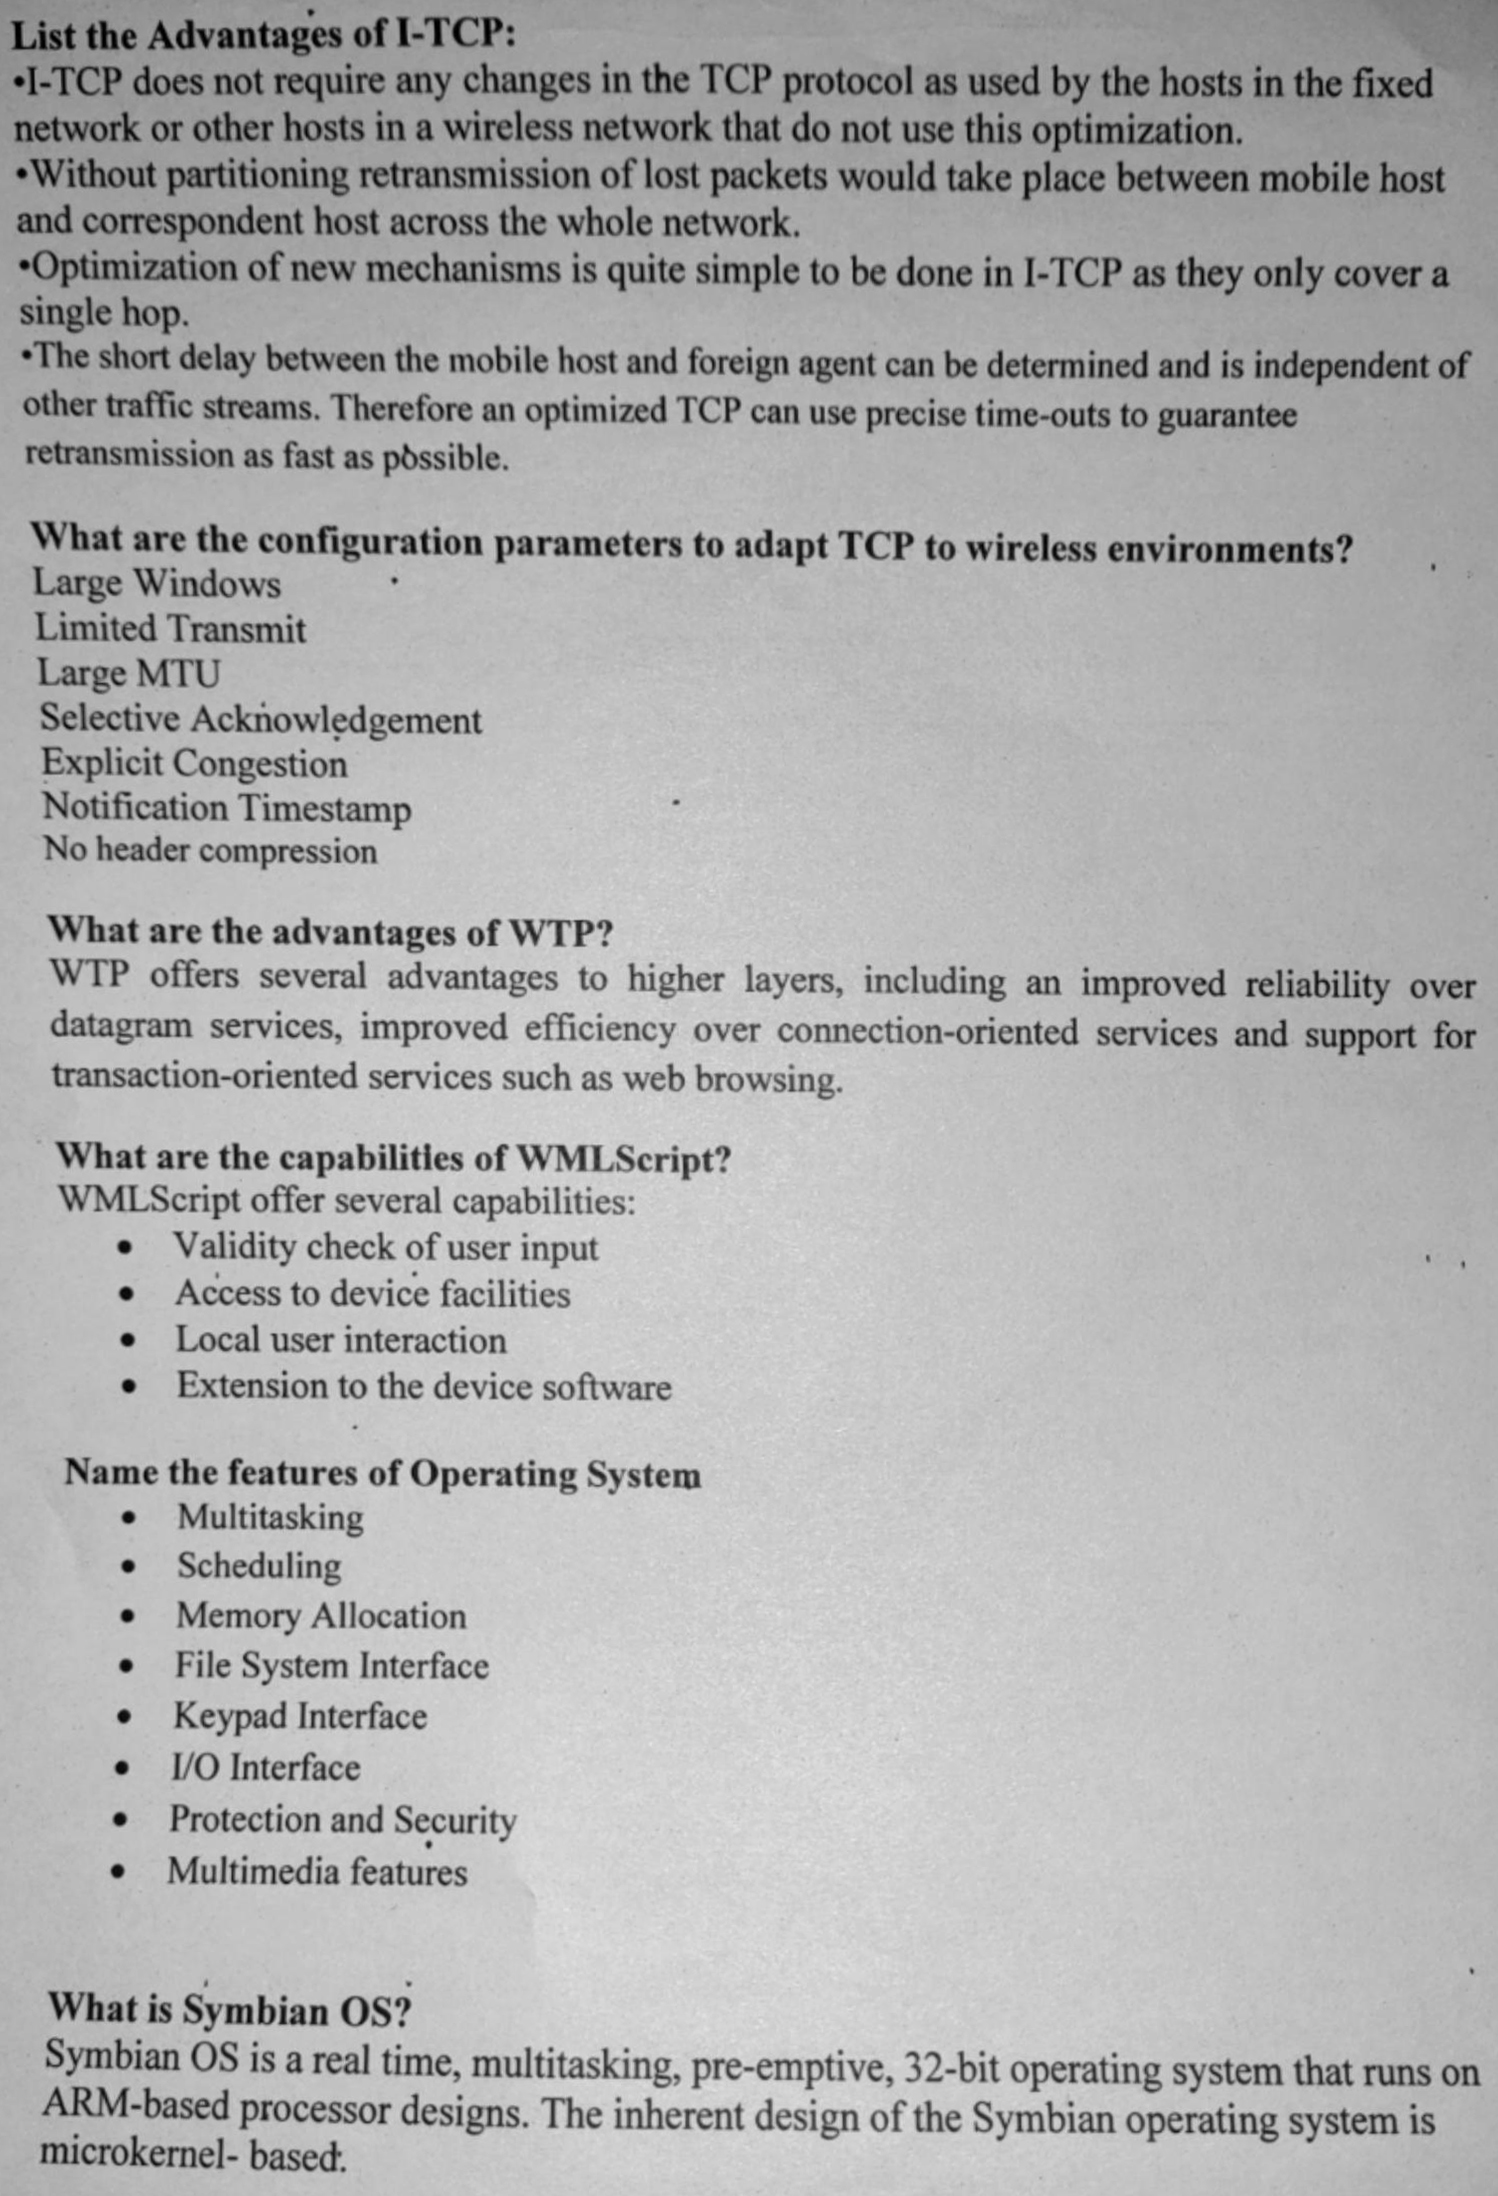 List the Advantages of I-TCP:
•I-TCP does not require any changes in the TCP protocol as used by the hosts in the fixed
network or other hosts in a wireless network that do not use this optimization.
•Without partitioning retransmission of lost packets would take place between mobile host
and correspondent host across the whole network.
•Optimization of new mechanisms is quite simple to be done in I-TCP as they only cover a
single hop.
•The short delay between the mobile host and foreign agent can be determined and is independent of
other traffic streams. Therefore an optimized TCP can use precise time-outs to guarantee
retransmission as fast as possible.
What are the configuration parameters to adapt TCP to wireless environments?
Large Windows
Limited Transmit
Large MTU
Selective Acknowledgement
Explicit Congestion
Notification Timestamp
No header compression
What are the advantages of WTP?
WTP offers several advantages to higher layers, including an improved reliability over
datagram services, improved efficiency over connection-oriented services and support for
transaction-oriented services such as web browsing.
What are the capabilities of WMLScript?
WMLScript offer several capabilities:
• Validity check of user input
• Access to device facilities
• Local user interaction
• Extension to the device software
Name the features of Operating System
• Multitasking
• Scheduling
• Memory Allocation
• File System Interface
• Keypad Interface
• I/O Interface
• Protection and Security
• Multimedia features
What is Symbian OS?
Symbian OS is a real time, multitasking, pre-emptive, 32-bit operating system that runs on
ARM-based processor designs. The inherent design of the Symbian operating system is
microkernel- based.